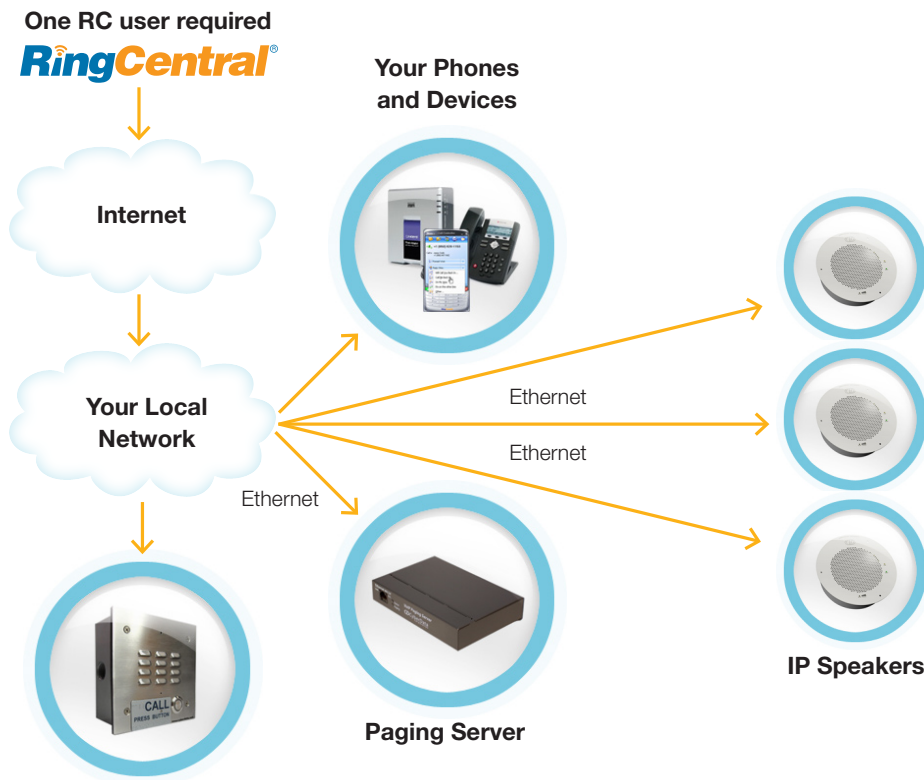 One RC user required
RingCentral®
Your Phones
and Devices
Internet
Your Local
Network
Ethernet
Ethernet
Ethernet
CALL
PRESS BUTTON
Paging Server
IP Speakers